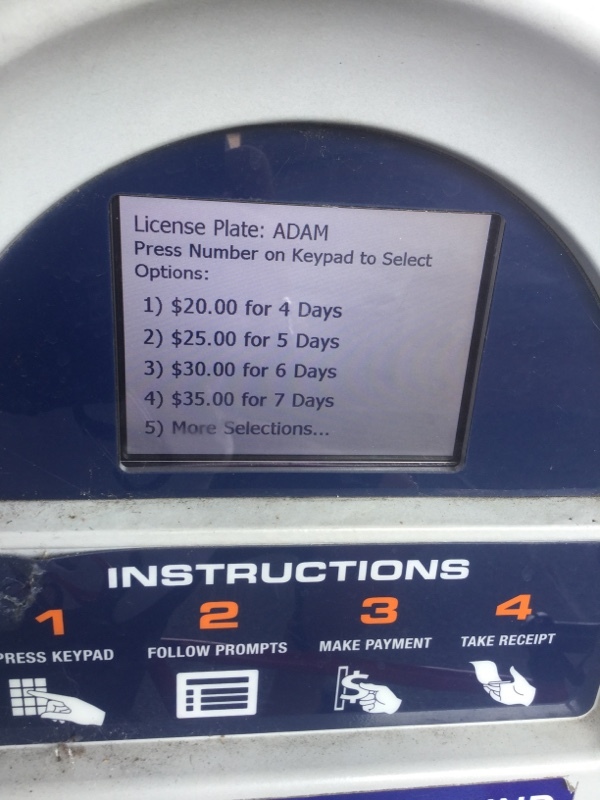 License Plate: ADAM
Press Number on Keypad to Select
Options:
1) $20.00 for 4 Days
2) $25.00 for 5 Days
3) $30.00 for 6 Days
4) $35.00 for 7 Days
5) More Selections...
INSTRUCTIONS
1 2 3 4
PRESS KEYPAD FOLLOW PROMPTS MAKE PAYMENT TAKE RECEIPT
$